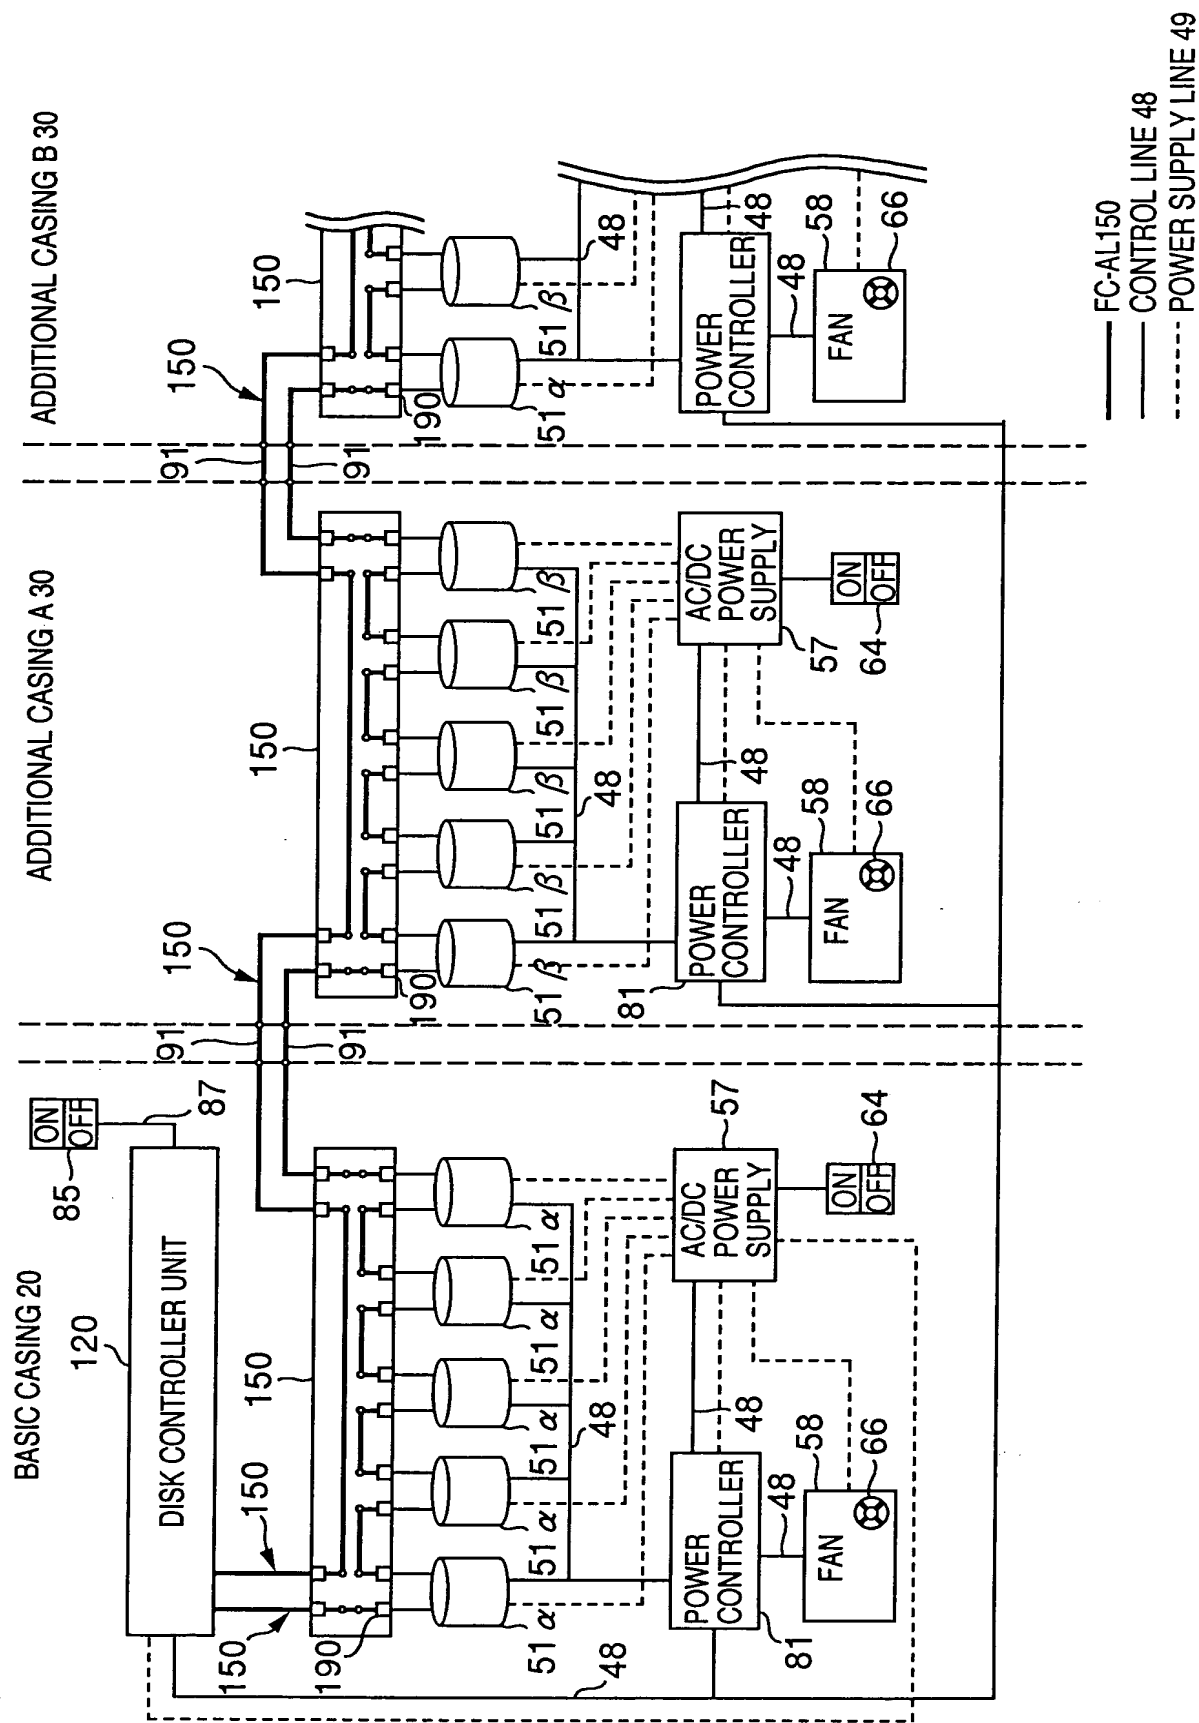 BASIC CASING 20
ADDITIONAL CASING A 30
ADDITIONAL CASING B 30
ON
OFF
85
87
120
DISK CONTROLLER UNIT
150
150
150
190
91
91
150
150
190
91
91
150
150
190
51 α
51 α
51 α
51 α
51 α
48
51 β
51 β
51 β
51 β
51 β
48
51 α
51 β
48
48
POWER
CONTROLLER
81
48
AC/DC
POWER
SUPPLY
57
ON
OFF
64
48
FAN
58
66
POWER
CONTROLLER
81
48
AC/DC
POWER
SUPPLY
57
ON
OFF
64
48
FAN
58
66
POWER
CONTROLLER
48
48
FAN
58
66
FC-AL150
CONTROL LINE 48
POWER SUPPLY LINE 49